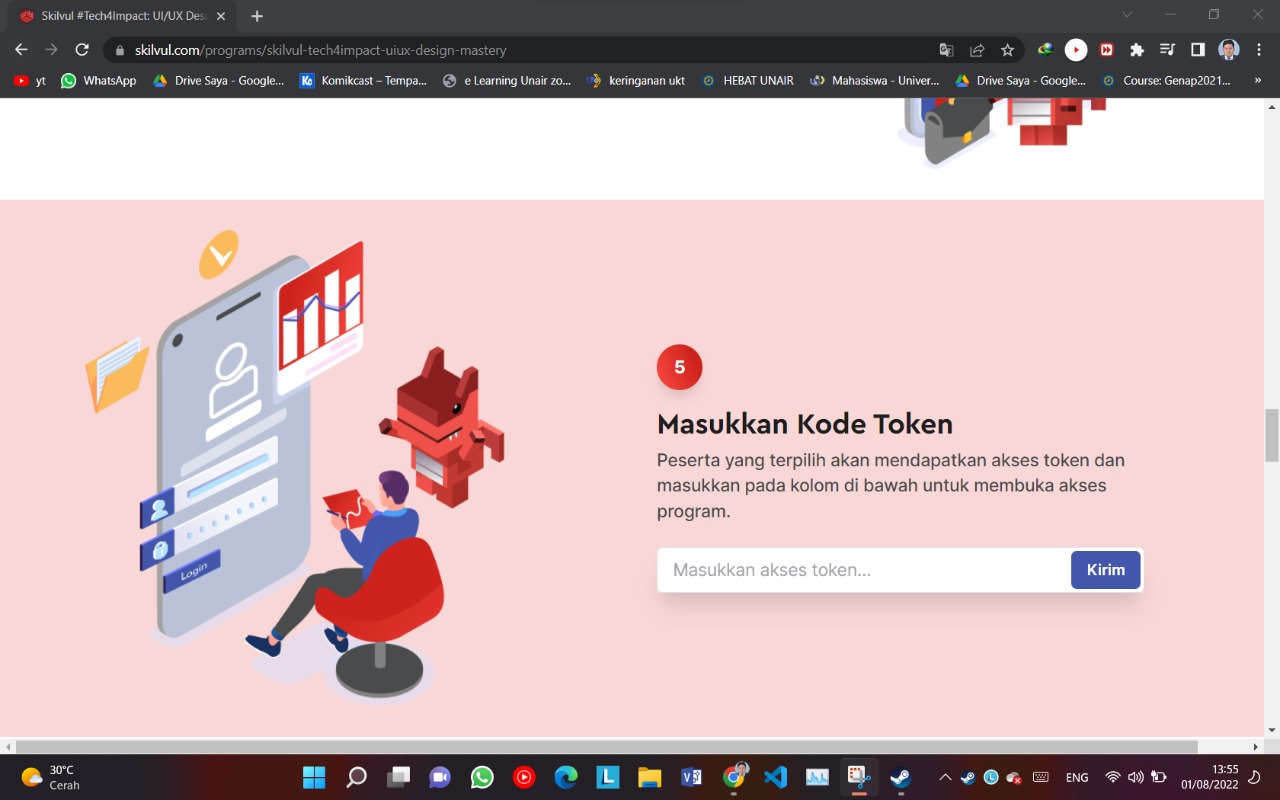 Skilvul #Tech4Impact: UI/UX Desi
skilvul.com/programs/skilvul-tech4impact-uiux-design-mastery
yt
WhatsApp
Drive Saya - Google...
Komikcast – Tempa...
e Learning Unair zo...
keringanan ukt
HEBAT UNAIR
Mahasiswa - Univer...
Drive Saya - Google...
Course: Genap2021...
»
Login
5
Masukkan Kode Token
Peserta yang terpilih akan mendapatkan akses token dan
masukkan pada kolom di bawah untuk membuka akses
program.
Masukkan akses token...
Kirim
30°C
Cerah
ENG
13:55
01/08/2022